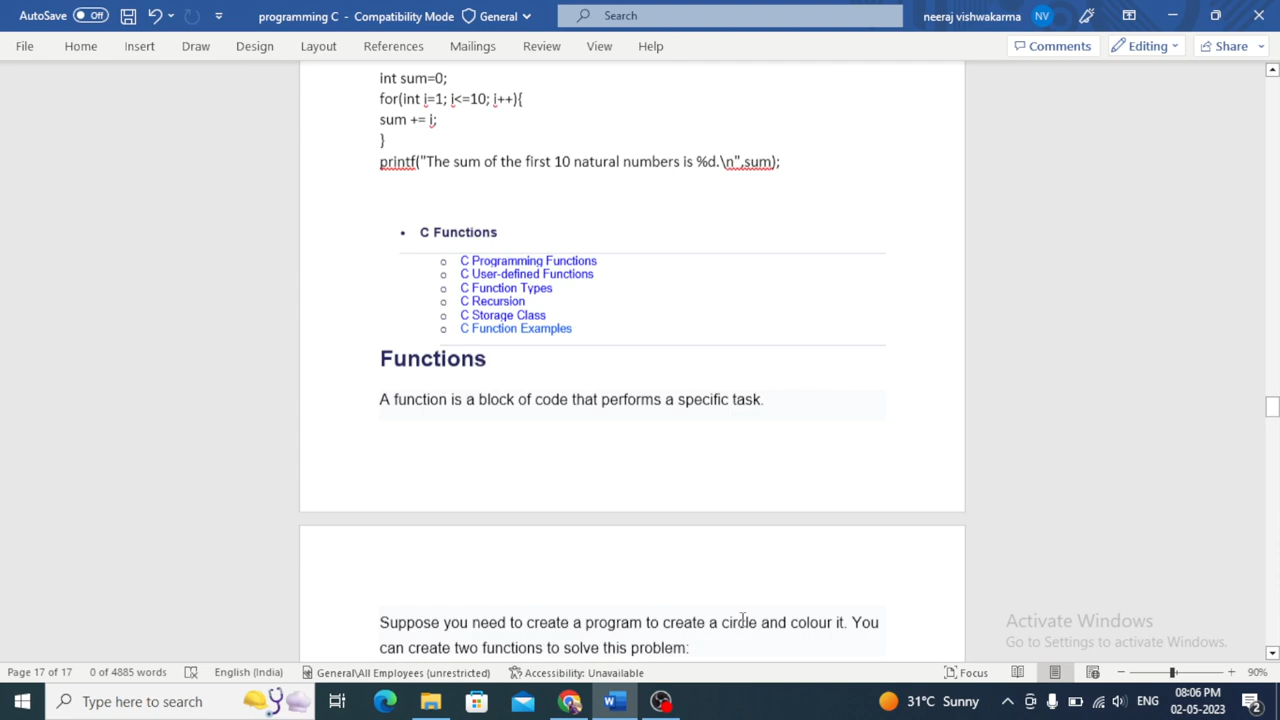 AutoSave Off programming C - Compatibility Mode General Search neeraj vishwakarma NV
File Home Insert Draw Design Layout References Mailings Review View Help Comments Editing Share
int sum=0;
for(int i=1; i<=10; i++){
sum += i;
}
printf("The sum of the first 10 natural numbers is %d.\n",sum);
• C Functions
o C Programming Functions
o C User-defined Functions
o C Function Types
o C Recursion
o C Storage Class
o C Function Examples
Functions
A function is a block of code that performs a specific task.
Suppose you need to create a program to create a circle and colour it. You
can create two functions to solve this problem:
Activate Windows
Go to Settings to activate Windows.
Page 17 of 17 0 of 4885 words English (India) General\All Employees (unrestricted) Accessibility: Unavailable Focus 90%
Type here to search 31°C Sunny ENG 08:06 PM
02-05-2023 2